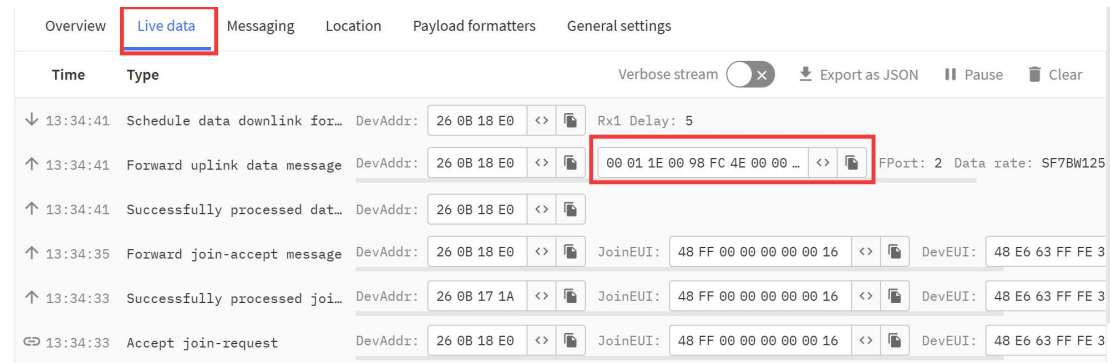 Overview Live data Messaging Location Payload formatters General settings
Time Type Verbose stream Export as JSON Pause Clear
13:34:41 Schedule data downlink for… DevAddr: 26 0B 18 E0 <> Rx1 Delay: 5
13:34:41 Forward uplink data message DevAddr: 26 0B 18 E0 <> 00 01 1E 00 98 FC 4E 00 00 … <> FPort: 2 Data rate: SF7BW125
13:34:41 Successfully processed dat… DevAddr: 26 0B 18 E0 <>
13:34:35 Forward join-accept message DevAddr: 26 0B 18 E0 <> JoinEUI: 48 FF 00 00 00 00 00 16 <> DevEUI: 48 E6 63 FF FE 3
13:34:33 Successfully processed joi… DevAddr: 26 0B 17 1A <> JoinEUI: 48 FF 00 00 00 00 00 16 <> DevEUI: 48 E6 63 FF FE 3
13:34:33 Accept join-request DevAddr: 26 0B 18 E0 <> JoinEUI: 48 FF 00 00 00 00 00 16 <> DevEUI: 48 E6 63 FF FE 3